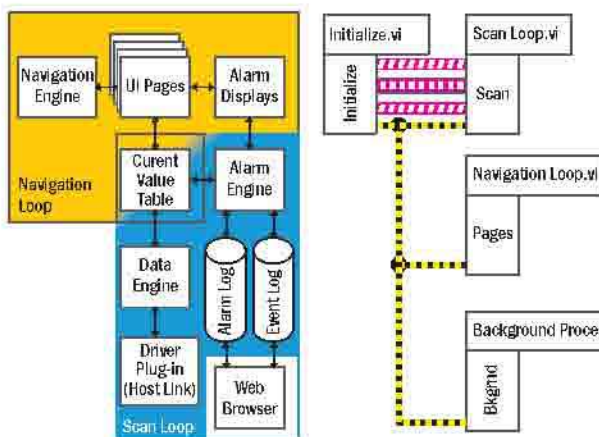 Navigation
Engine
UI Pages
Alarm
Displays
Navigation
Loop
Curent
Value
Table
Alarm
Engine
Data
Engine
Alarm Log
Event Log
Driver
Plug-in
(Host Link)
Web
Browser
Scan Loop
Initialize.vi
Initialize
Scan Loop.vi
Scan
Navigation Loop.vi
Pages
Background Proce
Bkgrnd